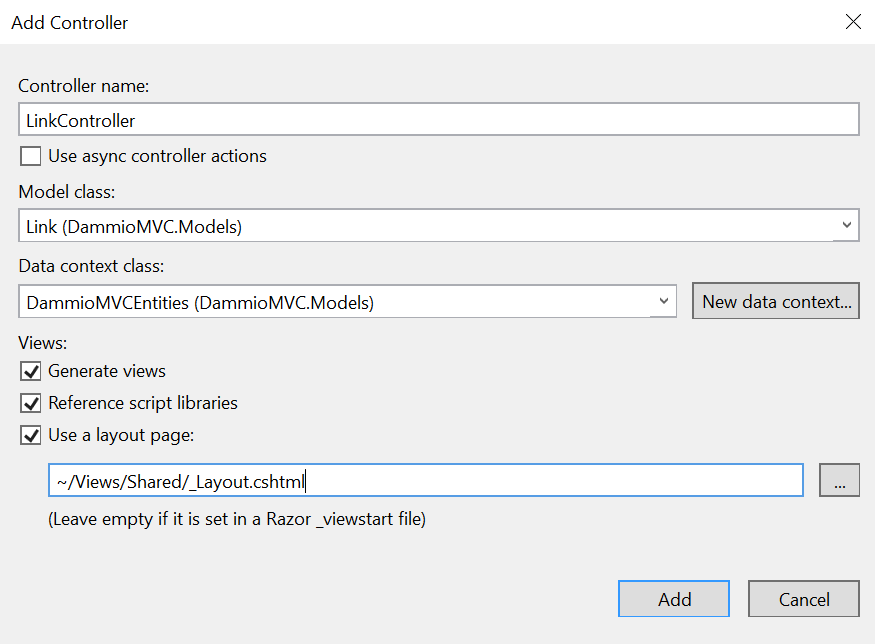 Add Controller
Controller name:
LinkController
Use async controller actions
Model class:
Link (DammioMVC.Models)
Data context class:
DammioMVCEntities (DammioMVC.Models)
New data context...
Views:
Generate views
Reference script libraries
Use a layout page:
~/Views/Shared/_Layout.cshtml
...
(Leave empty if it is set in a Razor _viewstart file)
Add
Cancel